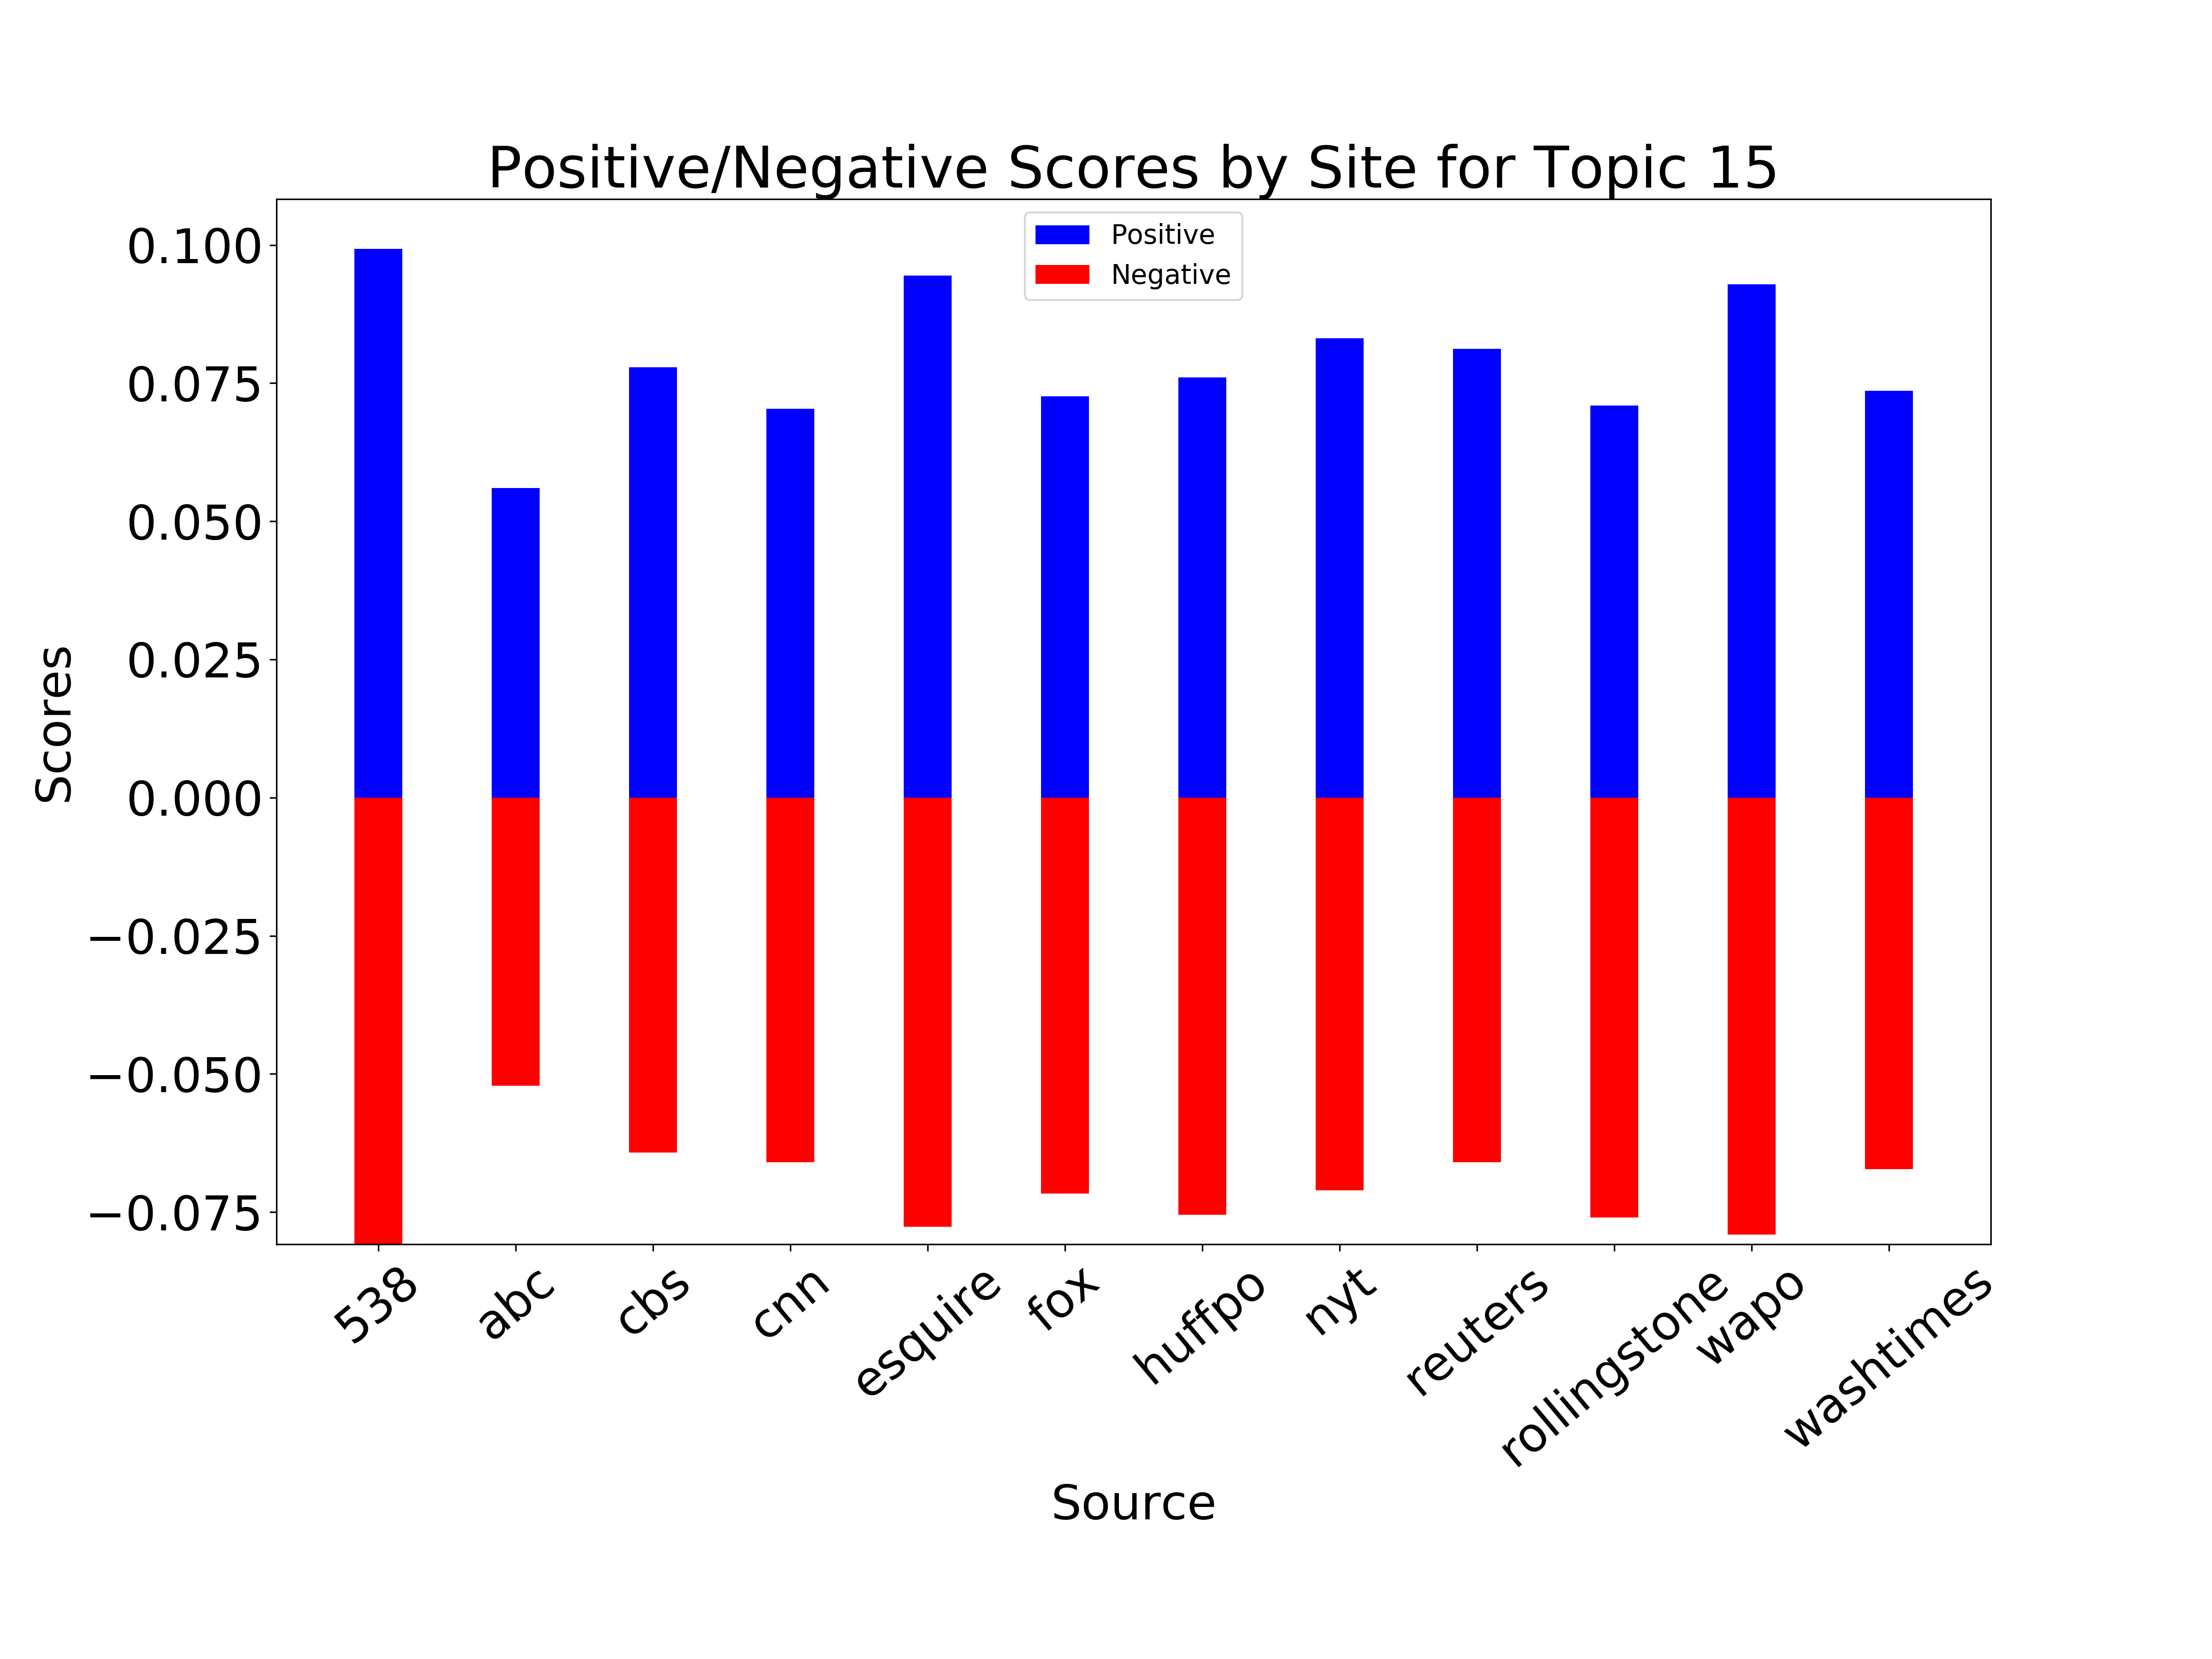 Positive/Negative Scores by Site for Topic 15
Positive
Negative
0.100
0.075
0.050
0.025
0.000
−0.025
−0.050
−0.075
Scores
538
abc
cbs
cnn
esquire
fox
huffpo
nyt
reuters
rollingstone
wapo
washtimes
Source